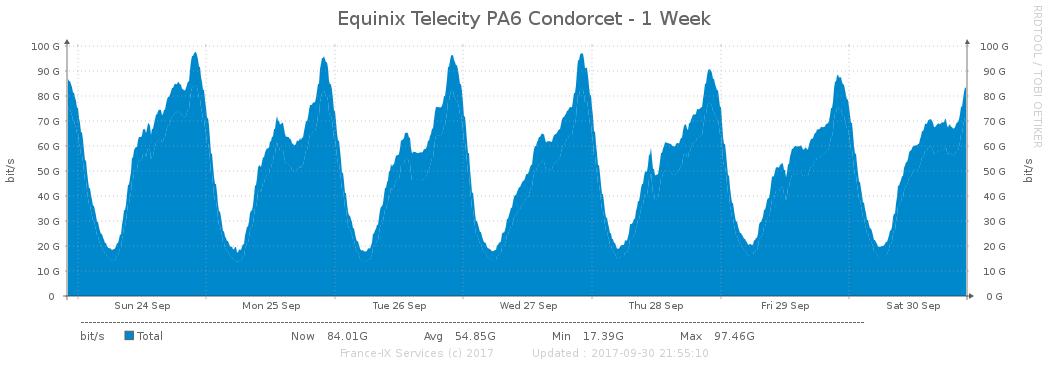 Equinix Telecity PA6 Condorcet - 1 Week
RRDTOOL / TOBI OETIKER
bit/s
100 G
90 G
80 G
70 G
60 G
50 G
40 G
30 G
20 G
10 G
0
100 G
90 G
80 G
70 G
60 G
50 G
40 G
30 G
20 G
10 G
0 G
bit/s
Sun 24 Sep Mon 25 Sep Tue 26 Sep Wed 27 Sep Thu 28 Sep Fri 29 Sep Sat 30 Sep
bit/s Total Now 84.01G Avg 54.85G Min 17.39G Max 97.46G
France-IX Services (c) 2017 Updated : 2017-09-30 21:55:10